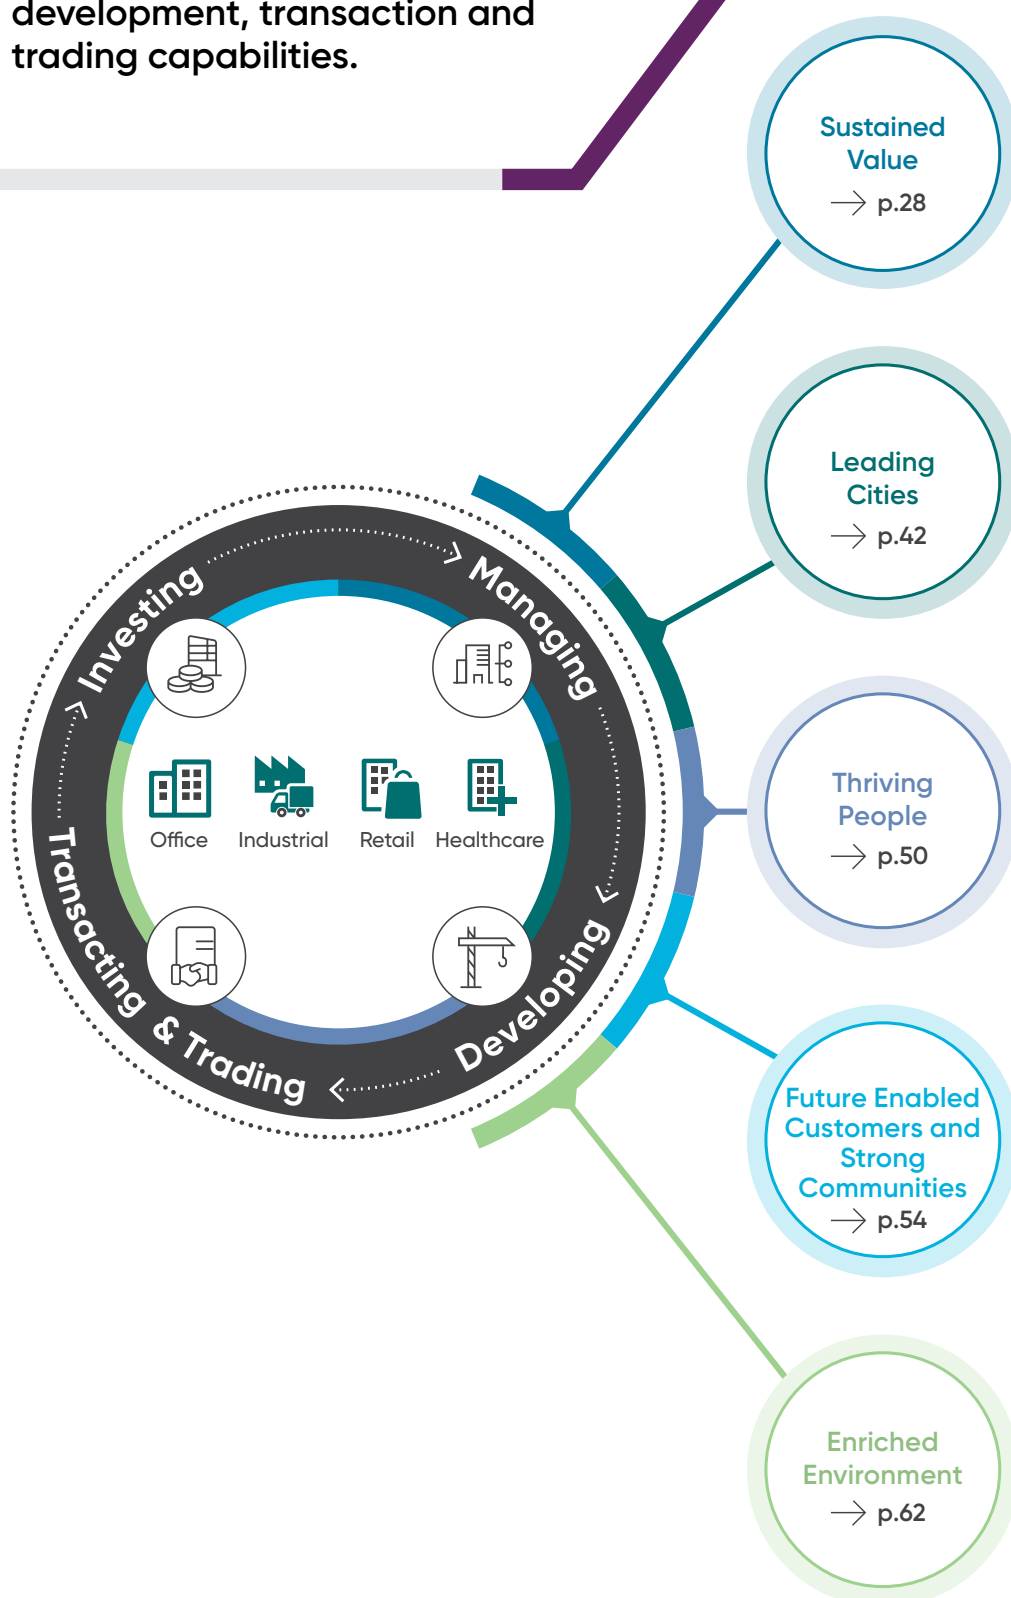 development, transaction and
trading capabilities.
Sustained
Value
p.28
Leading
Cities
p.42
Investing
Managing
Office
Industrial
Retail
Healthcare
Thriving
People
p.50
Transacting & Trading
Developing
Future Enabled
Customers and
Strong
Communities
p.54
Enriched
Environment
p.62